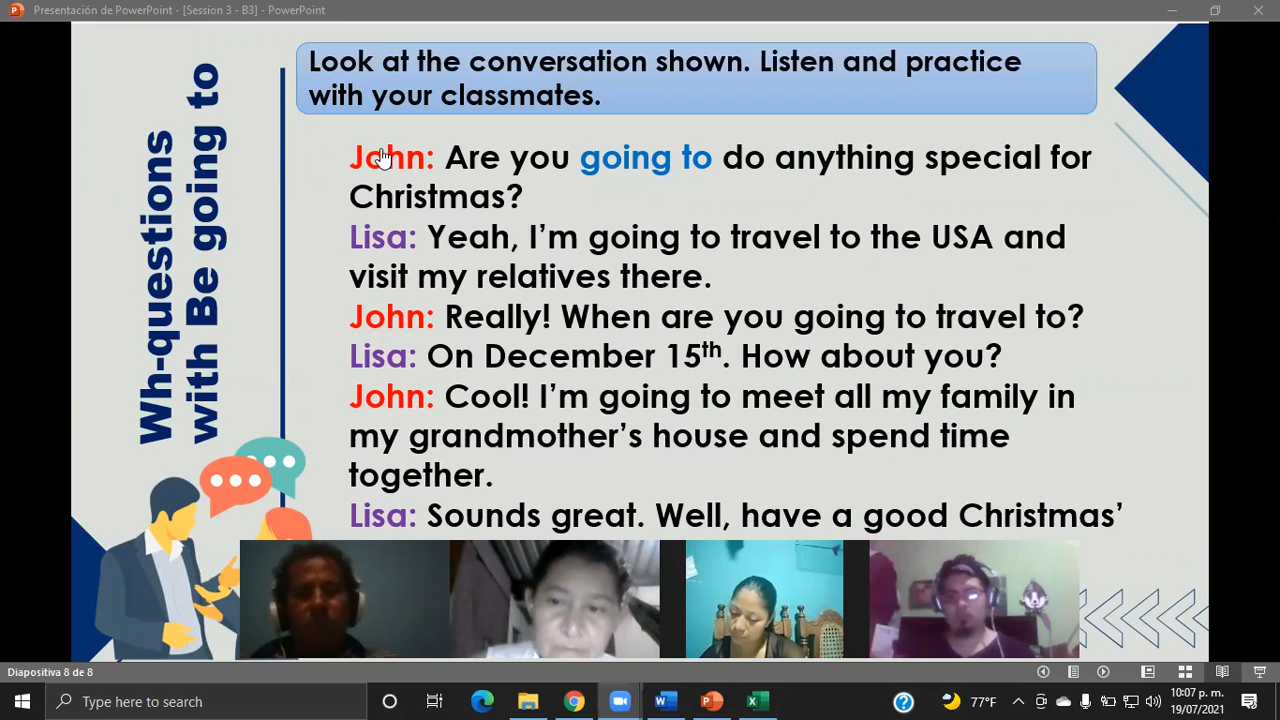 Presentación de PowerPoint - [Session 3 - B3] - PowerPoint
Wh-questions
with Be going to
Look at the conversation shown. Listen and practice
with your classmates.
John: Are you going to do anything special for
Christmas?
Lisa: Yeah, I’m going to travel to the USA and
visit my relatives there.
John: Really! When are you going to travel to?
Lisa: On December 15th. How about you?
John: Cool! I’m going to meet all my family in
my grandmother’s house and spend time
together.
Lisa: Sounds great. Well, have a good Christmas’
Diapositiva 8 de 8
Type here to search
77°F
10:07 p. m.
19/07/2021